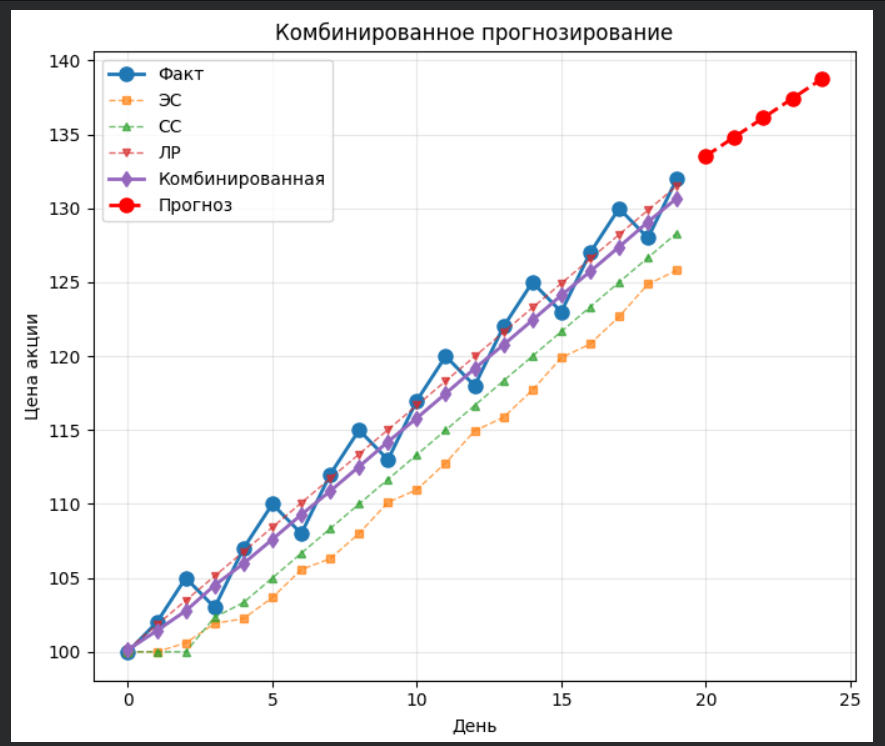 Комбинированное прогнозирование
Факт
ЭС
СС
ЛР
Комбинированная
Прогноз
140
135
130
125
120
115
110
105
100
Цена акции
0
5
10
15
20
25
День